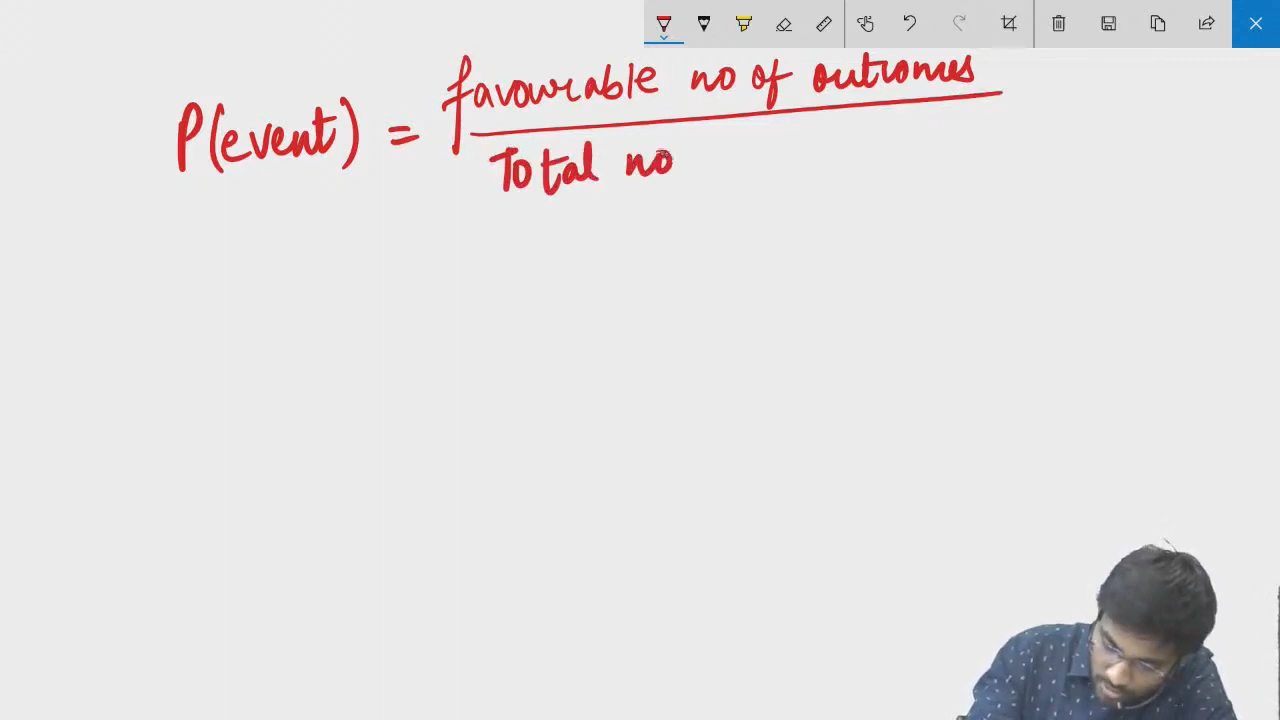 P(event) = favourable no of outcomes
Total no